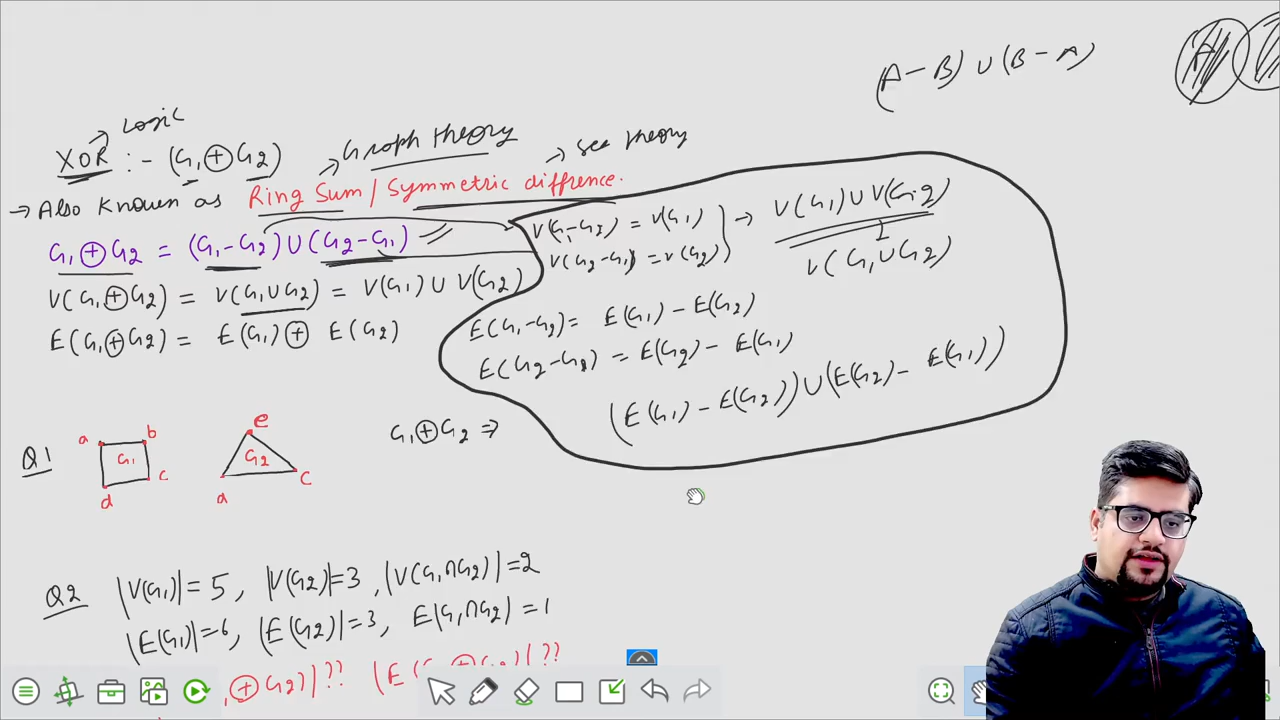 (A - B) ∪ (B - A)
A
→ Logic
XOR :- (G₁⊕G₂)
→ Graph theory
→ See theory
→ Also Known as Ring Sum / Symmetric diffrence.
G₁⊕G₂ = (G₁-G₂) ∪ (G₂-G₁)
V(G₁⊕G₂) = V(G₁∪G₂) = V(G₁) ∪ V(G₂)
E(G₁⊕G₂) = E(G₁) ⊕ E(G₂)
V(G₁-G₂) = V(G₁)
V(G₂-G₁) = V(G₂)
→ V(G₁) ∪ V(G₂)
V(G₁∪G₂)
E(G₁-G₂) = E(G₁) - E(G₂)
E(G₂-G₁) = E(G₂) - E(G₁)
(E(G₁) - E(G₂)) ∪ (E(G₂) - E(G₁))
Q1
a b
G₁
d c
e
G₂
a c
G₁⊕G₂ ⇒
Q2 |V(G₁)| = 5, |V(G₂)| = 3, |V(G₁∩G₂)| = 2
|E(G₁)| = 6, |E(G₂)| = 3, E(G₁∩G₂) = 1
⊕G₂)| ?? |E( ??